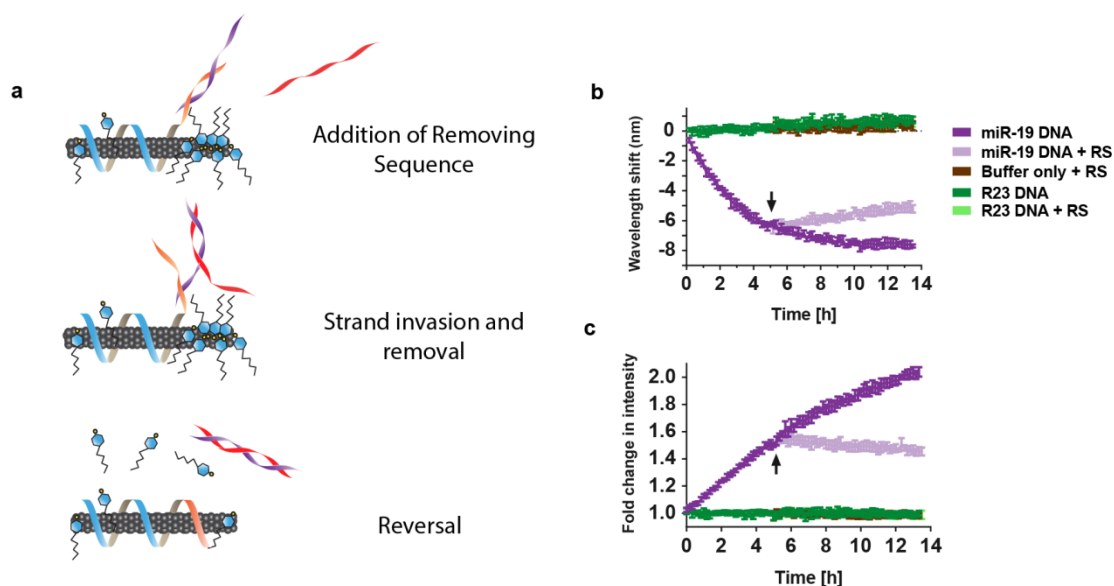 a
Addition of Removing
Sequence
Strand invasion and
removal
Reversal
b
Wavelength shift (nm)
0
-2
-4
-6
-8
0 2 4 6 8 10 12 14
Time [h]
miR-19 DNA
miR-19 DNA + RS
Buffer only + RS
R23 DNA
R23 DNA + RS
c
Fold change in intensity
2.0
1.8
1.6
1.4
1.2
1.0
0 2 4 6 8 10 12 14
Time [h]